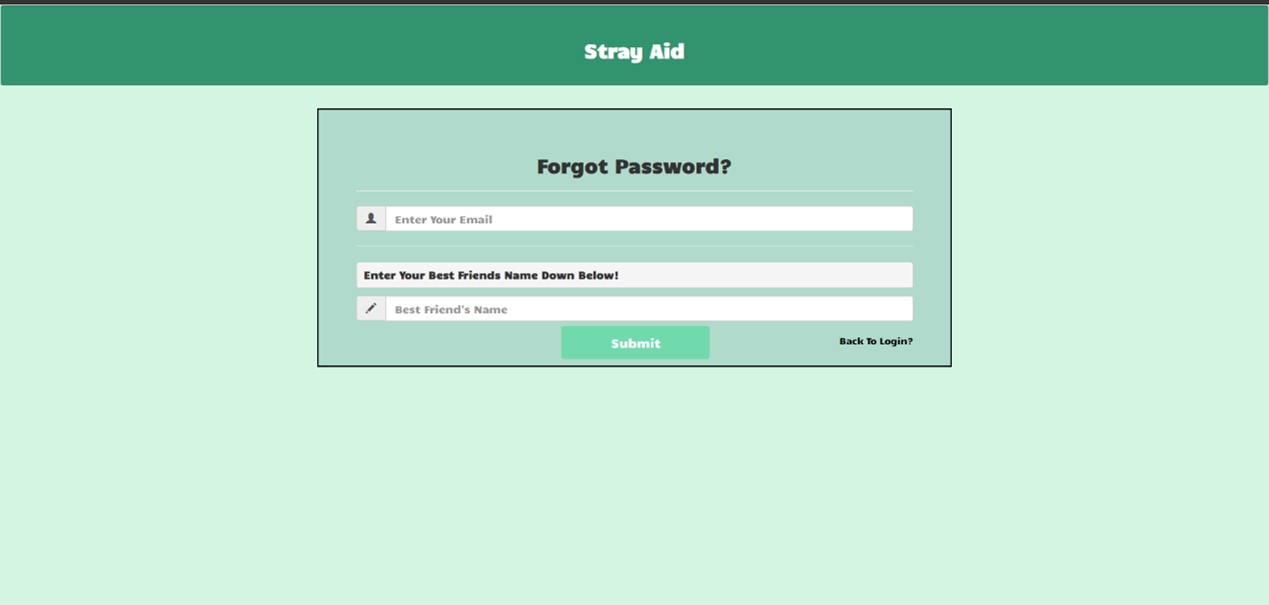 Stray Aid
Forgot Password?
Enter Your Email
Enter Your Best Friends Name Down Below!
Best Friend's Name
Submit
Back To Login?